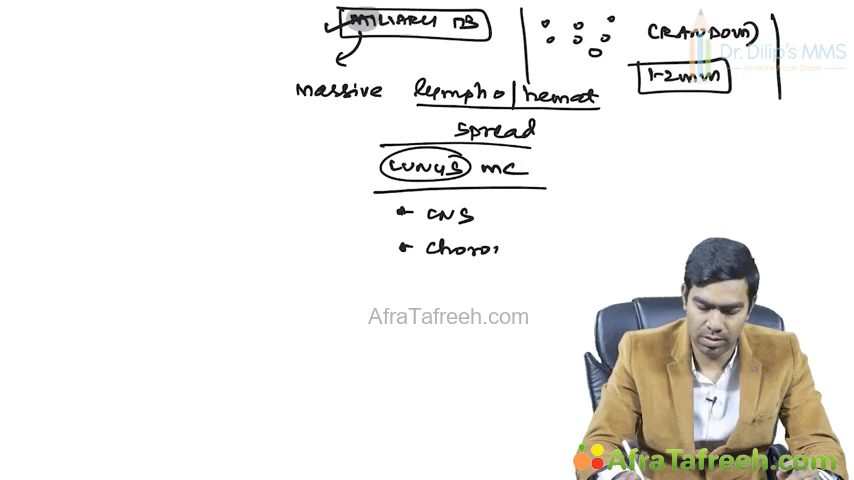 MILIARY TB
(RANDOM)
1-2mm
Massive lympho | hemat
spread
LUNGS MC
* CNS
* Choroi
Dr. Dilip's MMS
AfraTafreeh.com
AfraTafreeh.com